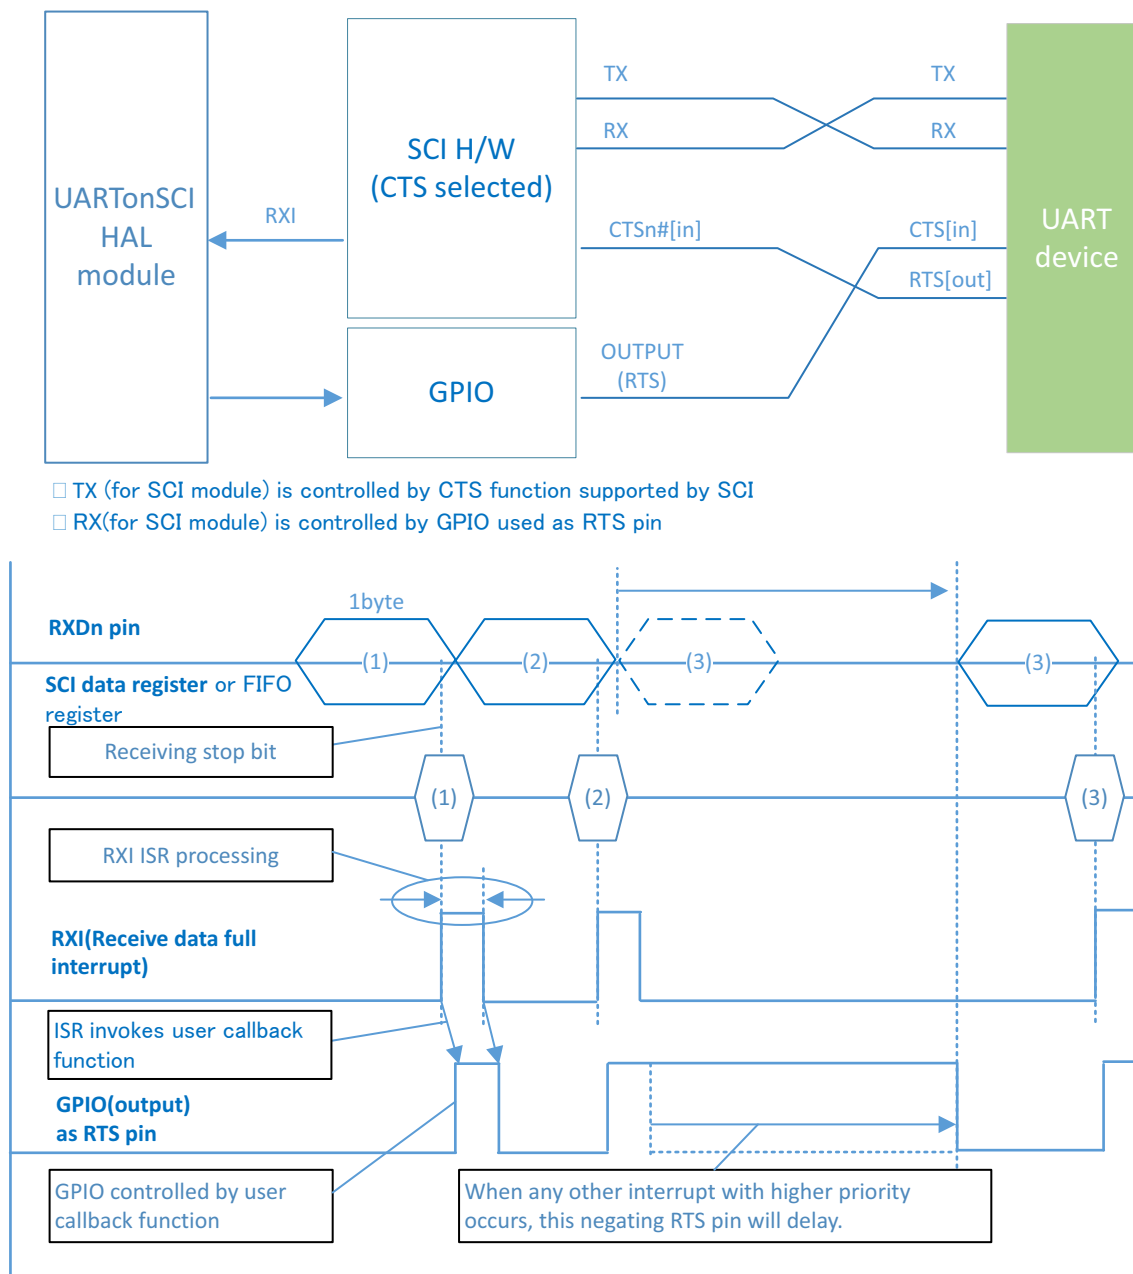 UARTonSCI
HAL
module
RXI
SCI H/W
(CTS selected)
GPIO
TX
RX
CTSn#[in]
OUTPUT
(RTS)
TX
RX
CTS[in]
RTS[out]
UART
device
□ TX (for SCI module) is controlled by CTS function supported by SCI
□ RX(for SCI module) is controlled by GPIO used as RTS pin
1byte
RXDn pin
(1)
(2)
(3)
(3)
SCI data register or FIFO
register
Receiving stop bit
(1)
(2)
(3)
RXI ISR processing
RXI(Receive data full
interrupt)
ISR invokes user callback
function
GPIO(output)
as RTS pin
GPIO controlled by user
callback function
When any other interrupt with higher priority
occurs, this negating RTS pin will delay.